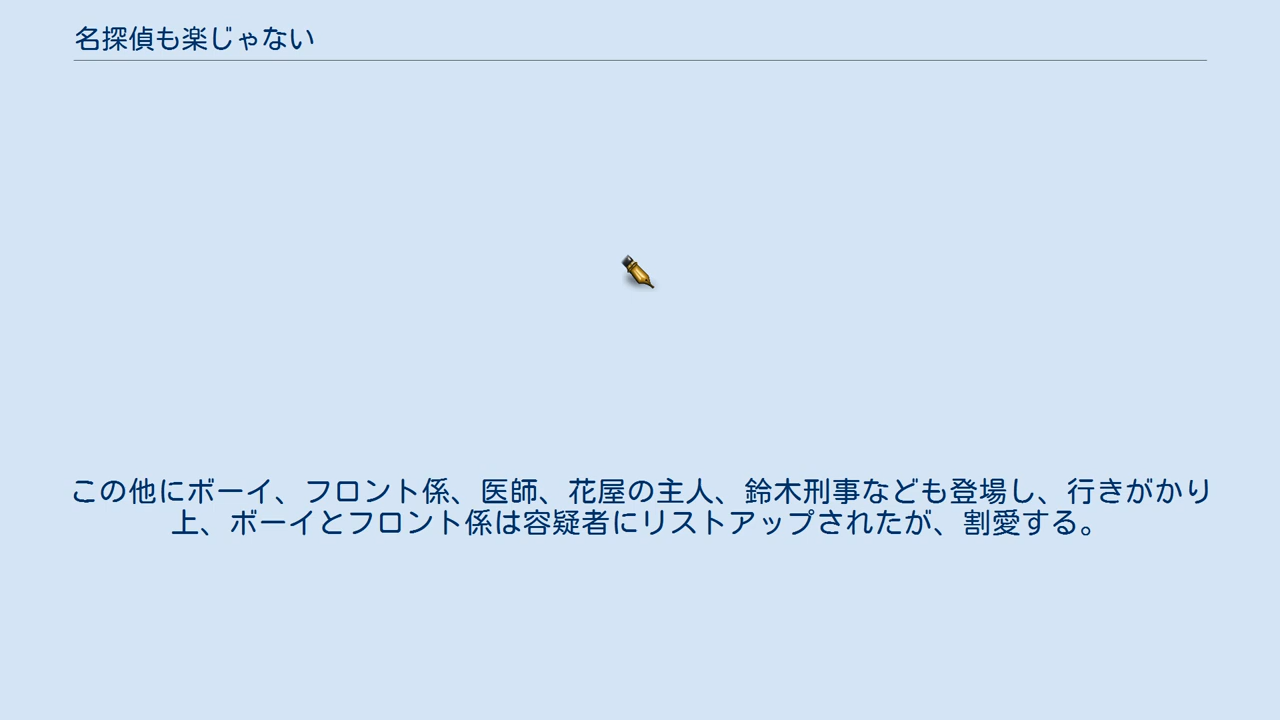 名探偵も楽じゃない
この他にボーイ、フロント係、医師、花屋の主人、鈴木刑事なども登場し、行きがかり
上、ボーイとフロント係は容疑者にリストアップされたが、割愛する。